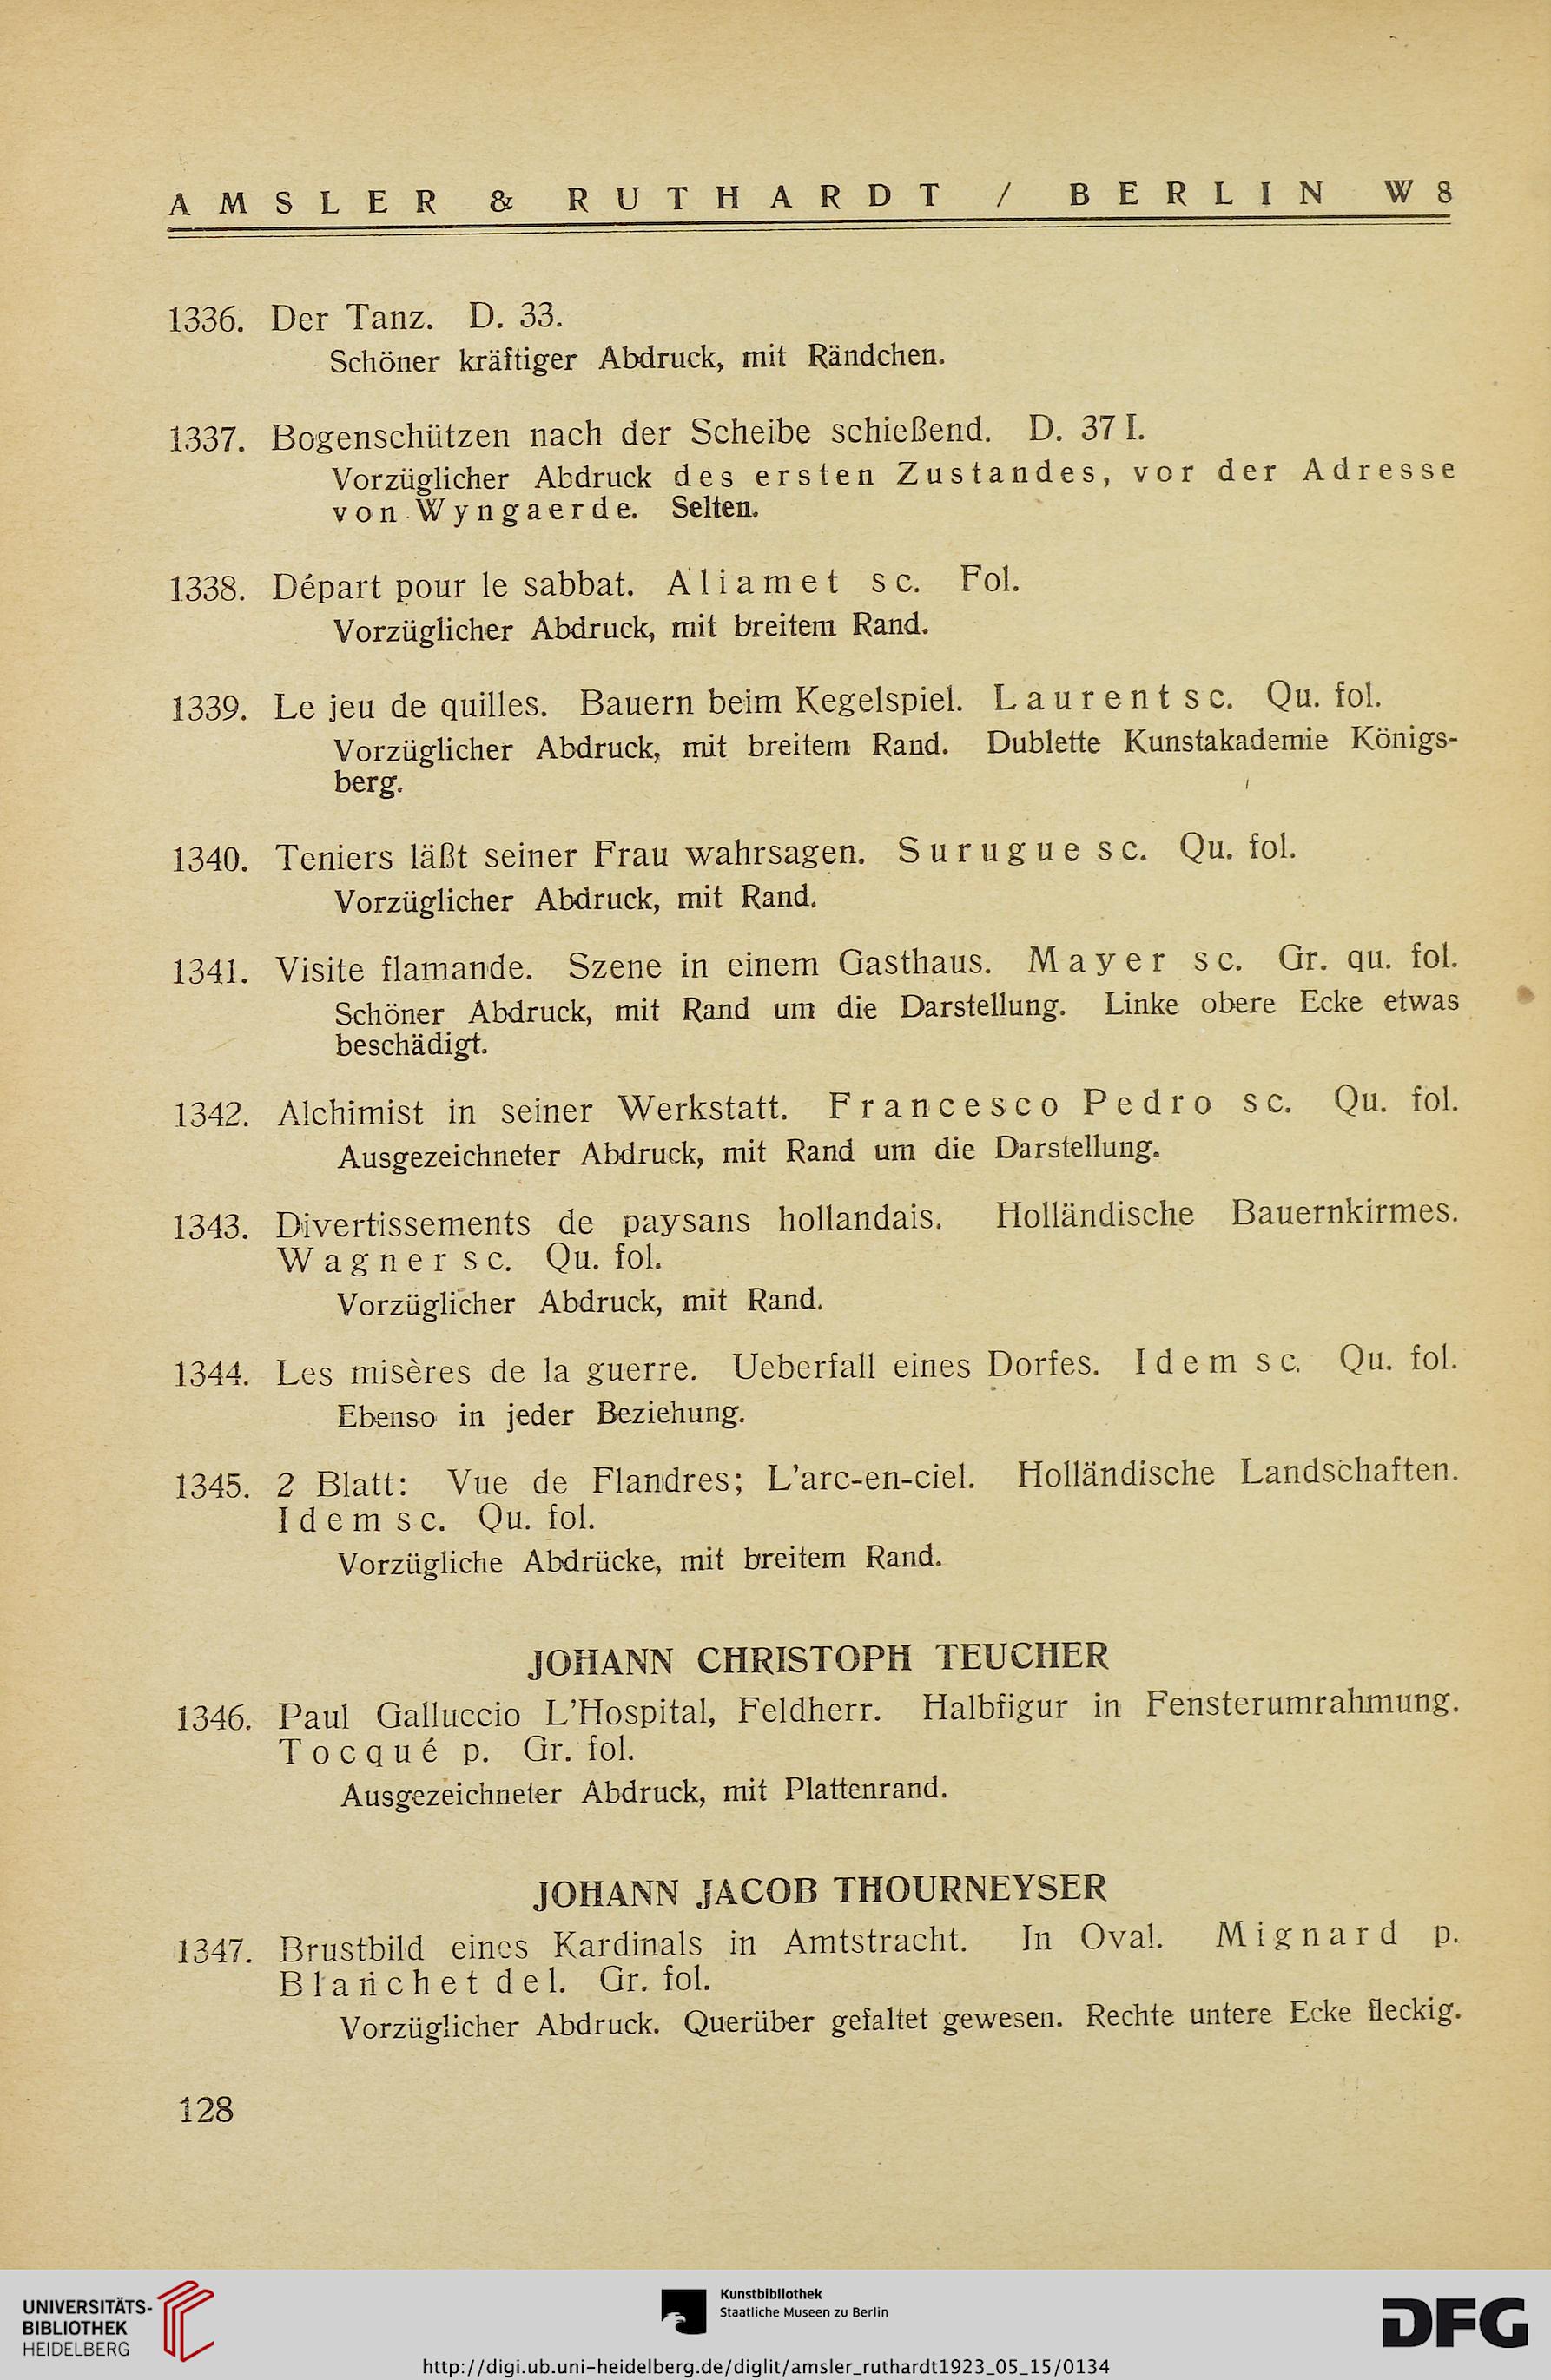 AMSLER & RUTHARDT / BERLIN W 8
1336. Der Tanz. D. 33.
Schöner kräftiger Abdruck, mit Rändchen.
1337. Bogenschützen nach der Scheibe schießend. D. 37 I.
Vorzüglicher Abdruck des ersten Zustandes, vor der Adresse
von Wyngaerde. Selten.
1338. Départ pour le sabbat. Aliamet sc. Fol.
Vorzüglicher Abdruck, mit breitem Rand.
1339. Le jeu de quilles. Bauern beim Kegelspiel. Laurent sc. Qu. fol.
Vorzüglicher Abdruck, mit breitem Rand. Dublette Kunstakademie Königs-
berg.
1340. Teniers läßt seiner Frau wahrsagen. Surugue sc. Qu. fol.
Vorzüglicher Abdruck, mit Rand.
1341. Visite flamande. Szene in einem Gasthaus. Mayer sc. Gr. qu. fol.
Schöner Abdruck, mit Rand um die Darstellung. Linke obere Ecke etwas
beschädigt.
1342. Alchimist in seiner Werkstatt. Francesco Pedro sc. Qu. fol.
Ausgezeichneter Abdruck, mit Rand um die Darstellung.
1343. Divertissements de paysans hollandais. Holländische Bauernkirmes.
Wagner sc. Qu. fol.
Vorzüglicher Abdruck, mit Rand.
1344. Les misères de la guerre. Ueberfall eines Dorfes. Idem sc. Qu. fol.
Ebenso in jeder Beziehung.
1345. 2 Blatt: Vue de Flandres; L'arc-en-ciel. Holländische Landschaften.
Idem sc. Qu. fol.
Vorzügliche Abdrücke, mit breitem Rand.
JOHANN CHRISTOPH TEUCHER
1346. Paul Galluccio L'Hospital, Feldherr. Halbfigur in Fensterumrahmung.
Tocqué p. Gr. fol.
Ausgezeichneter Abdruck, mit Plattenrand.
JOHANN JACOB THOURNEYSER
1347. Brustbild eines Kardinals in Amtstracht. In Oval. Mignard p.
Blanchet del. Gr. fol.
Vorzüglicher Abdruck. Querüber gefaltet gewesen. Rechte untere Ecke fleckig.
128
UNIVERSITÄTS-
BIBLIOTHEK
HEIDELBERG
Kunstbibliothek
Staatliche Museen zu Berlin
DFG
http://digi.ub.uni-heidelberg.de/diglit/amsler_ruthardt1923_05_15/0134